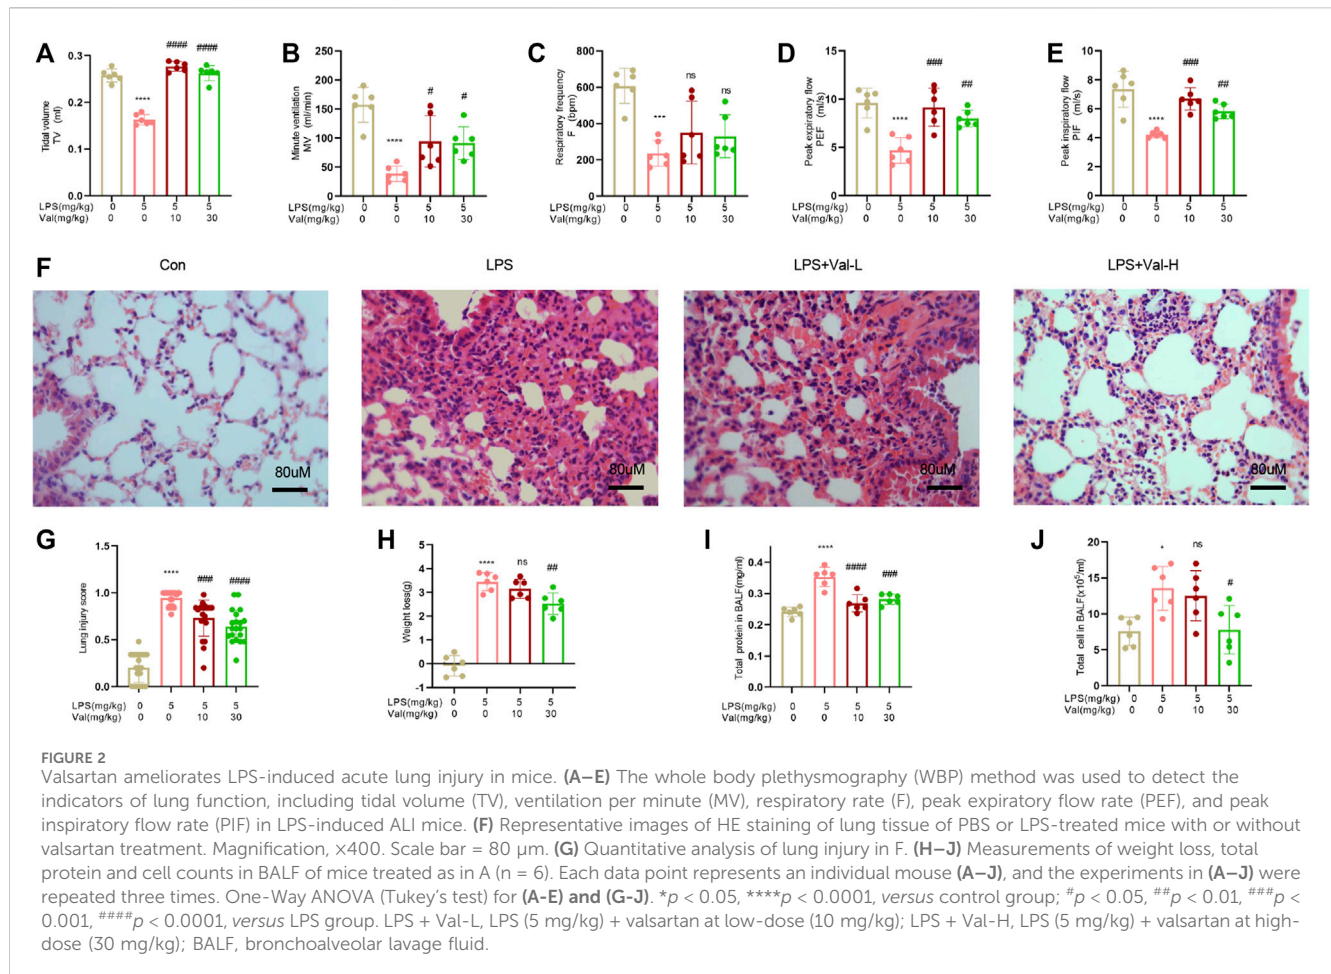 A
Tidal volume
TV (ml)
0.3
0.2
0.1
0.0
****
####
####
LPS(mg/kg) 0 5 5 5
Val(mg/kg) 0 0 10 30
B
Minute ventilation
MV (ml/min)
250
200
150
100
50
0
****
#
#
LPS(mg/kg) 0 5 5 5
Val(mg/kg) 0 0 10 30
C
Respiratory frequency
F (bpm)
800
600
400
200
0
***
ns
ns
LPS(mg/kg) 0 5 5 5
Val(mg/kg) 0 0 10 30
D
Peak expiratory flow
PEF (ml/s)
15
10
5
0
****
###
##
LPS(mg/kg) 0 5 5 5
Val(mg/kg) 0 0 10 30
E
Peak inspiratory flow
PIF (ml/s)
10
8
6
4
2
0
****
###
##
LPS(mg/kg) 0 5 5 5
Val(mg/kg) 0 0 10 30
F
Con
LPS
LPS+Val-L
LPS+Val-H
80uM
80uM
80uM
80uM
G
Lung injury score
1.5
1.0
0.5
0.0
****
###
####
LPS(mg/kg) 0 5 5 5
Val(mg/kg) 0 0 10 30
H
Weight loss(g)
5
4
3
2
1
0
-1
****
ns
##
LPS(mg/kg) 0 5 5 5
Val(mg/kg) 0 0 10 30
I
Total protein in BALF(mg/ml)
0.4
0.3
0.2
0.1
0.0
****
####
###
LPS(mg/kg) 0 5 5 5
Val(mg/kg) 0 0 10 30
J
Total cell in BALF(x10^5/ml)
20
15
10
5
0
*
ns
#
LPS(mg/kg) 0 5 5 5
Val(mg/kg) 0 0 10 30
FIGURE 2
Valsartan ameliorates LPS-induced acute lung injury in mice. (A–E) The whole body plethysmography (WBP) method was used to detect the
indicators of lung function, including tidal volume (TV), ventilation per minute (MV), respiratory rate (F), peak expiratory flow rate (PEF), and peak
inspiratory flow rate (PIF) in LPS-induced ALI mice. (F) Representative images of HE staining of lung tissue of PBS or LPS-treated mice with or without
valsartan treatment. Magnification, ×400. Scale bar = 80 μm. (G) Quantitative analysis of lung injury in F. (H–J) Measurements of weight loss, total
protein and cell counts in BALF of mice treated as in A (n = 6). Each data point represents an individual mouse (A–J), and the experiments in (A–J) were
repeated three times. One-Way ANOVA (Tukey's test) for (A-E) and (G-J). *p < 0.05, ****p < 0.0001, versus control group; #p < 0.05, ##p < 0.01, ###p <
0.001, ####p < 0.0001, versus LPS group. LPS + Val-L, LPS (5 mg/kg) + valsartan at low-dose (10 mg/kg); LPS + Val-H, LPS (5 mg/kg) + valsartan at high-
dose (30 mg/kg); BALF, bronchoalveolar lavage fluid.